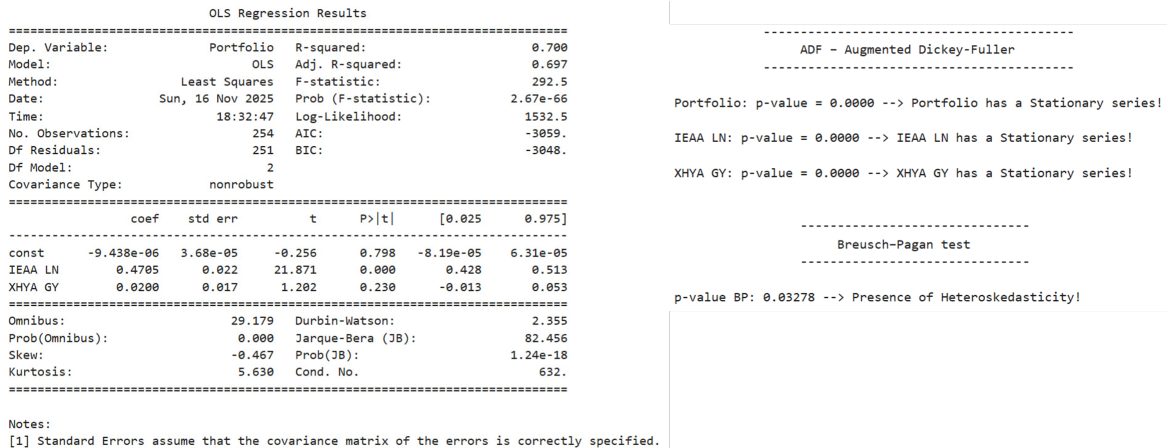 OLS Regression Results
==============================================================================
Dep. Variable: Portfolio R-squared: 0.700
Model: OLS Adj. R-squared: 0.697
Method: Least Squares F-statistic: 292.5
Date: Sun, 16 Nov 2025 Prob (F-statistic): 2.67e-66
Time: 18:32:47 Log-Likelihood: 1532.5
No. Observations: 254 AIC: -3059.
Df Residuals: 251 BIC: -3048.
Df Model: 2
Covariance Type: nonrobust
==============================================================================
coef std err t P>|t| [0.025 0.975]
------------------------------------------------------------------------------
const -9.438e-06 3.68e-05 -0.256 0.798 -8.19e-05 6.31e-05
IEAA LN 0.4705 0.022 21.871 0.000 0.428 0.513
XHYA GY 0.0200 0.017 1.202 0.230 -0.013 0.053
==============================================================================
Omnibus: 29.179 Durbin-Watson: 2.355
Prob(Omnibus): 0.000 Jarque-Bera (JB): 82.456
Skew: -0.467 Prob(JB): 1.24e-18
Kurtosis: 5.630 Cond. No. 632.
==============================================================================
Notes:
[1] Standard Errors assume that the covariance matrix of the errors is correctly specified.
-------------------------------------------
ADF – Augmented Dickey-Fuller
-------------------------------------------
Portfolio: p-value = 0.0000 --> Portfolio has a Stationary series!
IEAA LN: p-value = 0.0000 --> IEAA LN has a Stationary series!
XHYA GY: p-value = 0.0000 --> XHYA GY has a Stationary series!
--------------------------------
Breusch–Pagan test
--------------------------------
p-value BP: 0.03278 --> Presence of Heteroskedasticity!